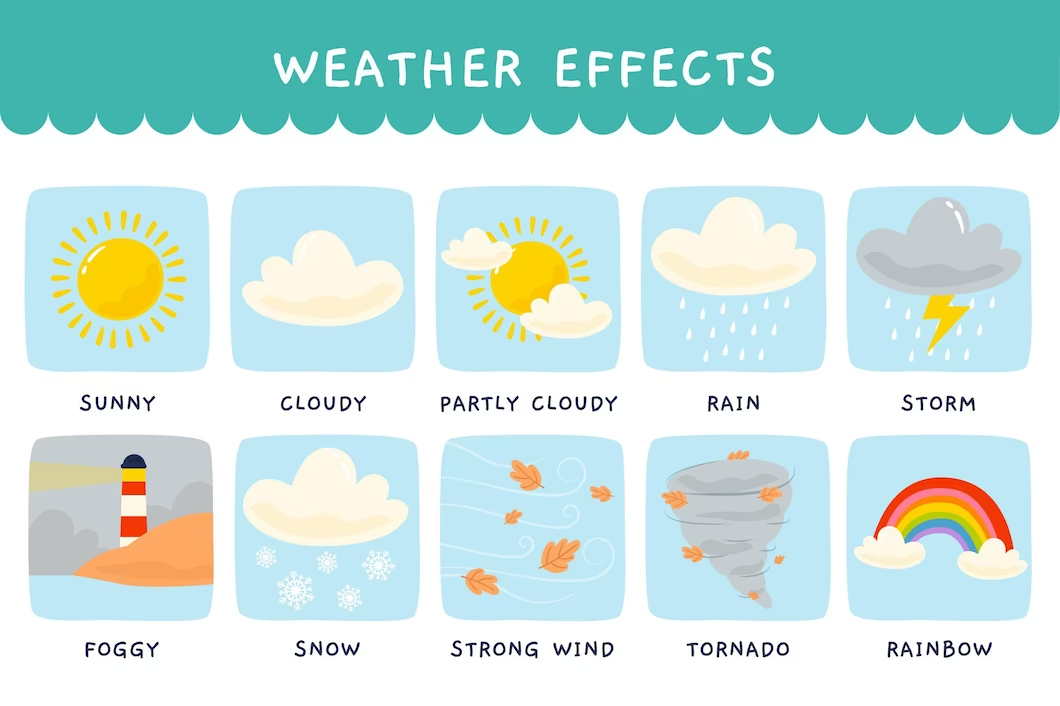 WEATHER EFFECTS
SUNNY
CLOUDY
PARTLY CLOUDY
RAIN
STORM
FOGGY
SNOW
STRONG WIND
TORNADO
RAINBOW